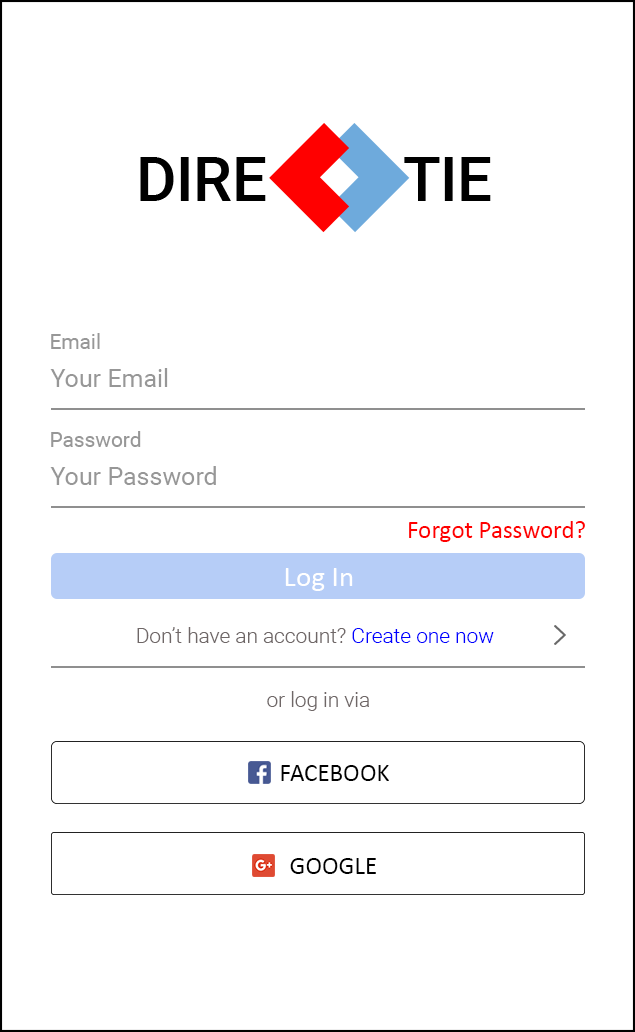 DIRE TIE
Email
Your Email
Password
Your Password
Forgot Password?
Log In
Don’t have an account? Create one now
or log in via
FACEBOOK
G+ GOOGLE